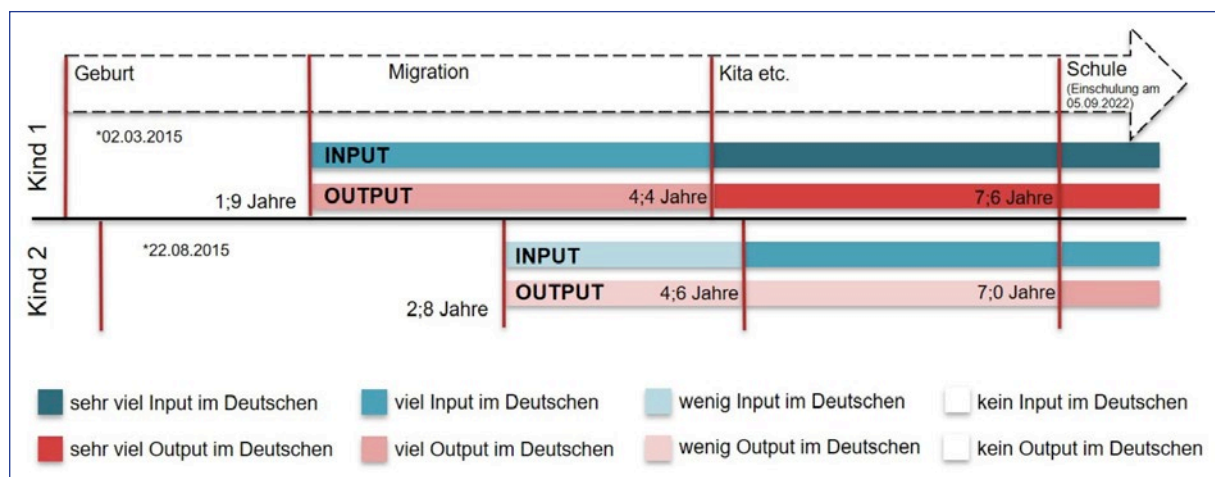 Geburt
Migration
Kita etc.
Schule
(Einschulung am
05.09.2022)
Kind 1
*02.03.2015
INPUT
1;9 Jahre
OUTPUT
4;4 Jahre
7;6 Jahre
Kind 2
*22.08.2015
INPUT
2;8 Jahre
OUTPUT
4;6 Jahre
7;0 Jahre
sehr viel Input im Deutschen
viel Input im Deutschen
wenig Input im Deutschen
kein Input im Deutschen
sehr viel Output im Deutschen
viel Output im Deutschen
wenig Output im Deutschen
kein Output im Deutschen